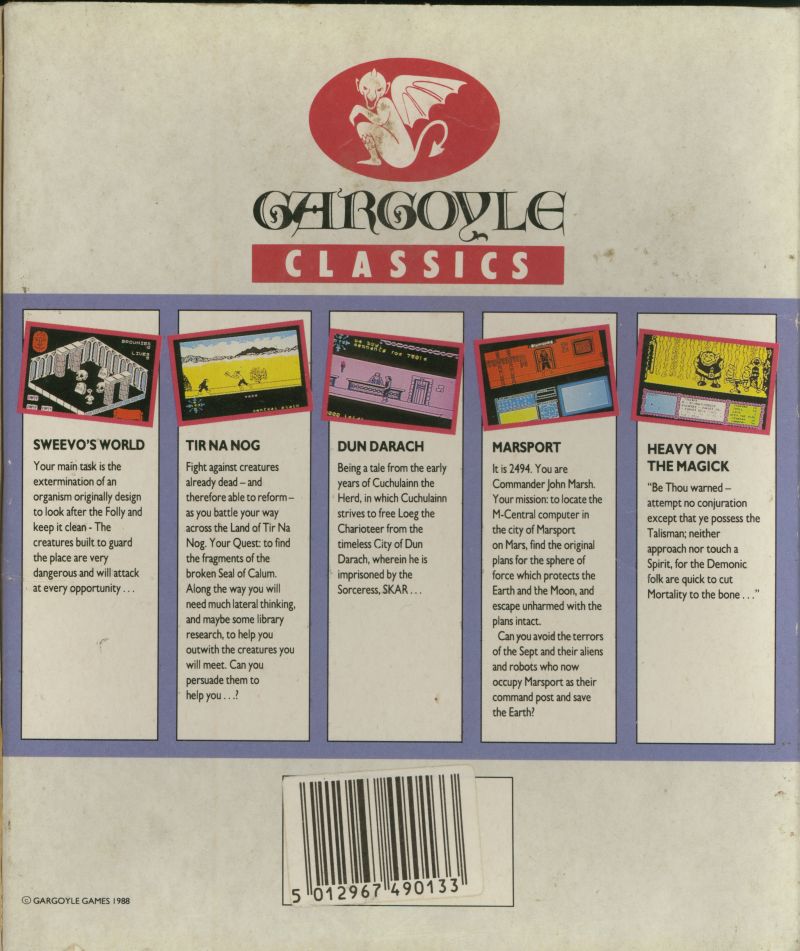 GARGOYLE
CLASSICS
BROWNIES
LIVES
SWEEVO'S WORLD
Your main task is the
extermination of an
organism originally design
to look after the Folly and
keep it clean - The
creatures built to guard
the place are very
dangerous and will attack
at every opportunity . . .
TIR NA NOG
Fight against creatures
already dead – and
therefore able to reform –
as you battle your way
across the Land of Tir Na
Nog. Your Quest: to find
the fragments of the
broken Seal of Calum.
Along the way you will
need much lateral thinking,
and maybe some library
research, to help you
outwith the creatures you
will meet. Can you
persuade them to
help you . . .?
DUN DARACH
Being a tale from the early
years of Cuchulainn the
Herd, in which Cuchulainn
strives to free Loeg the
Charioteer from the
timeless City of Dun
Darach, wherein he is
imprisoned by the
Sorceress, SKAR . . .
MARSPORT
It is 2494. You are
Commander John Marsh.
Your mission: to locate the
M-Central computer in
the city of Marsport
on Mars, find the original
plans for the sphere of
force which protects the
Earth and the Moon, and
escape unharmed with the
plans intact.
Can you avoid the terrors
of the Sept and their aliens
and robots who now
occupy Marsport as their
command post and save
the Earth?
HEAVY ON
THE MAGICK
"Be Thou warned –
attempt no conjuration
except that ye possess the
Talisman; neither
approach nor touch a
Spirit, for the Demonic
folk are quick to cut
Mortality to the bone . . ."
5 012967 490133
© GARGOYLE GAMES 1988